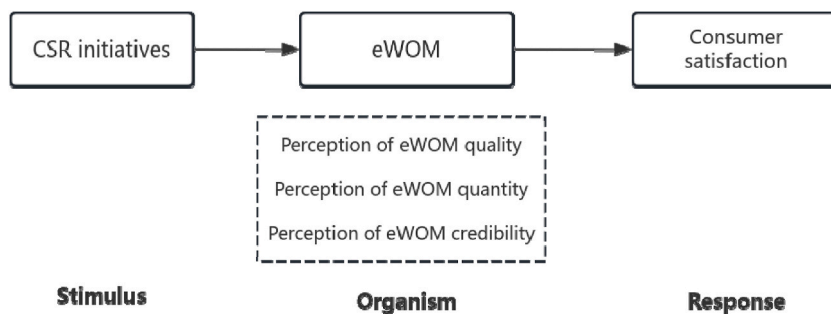 CSR initiatives
eWOM
Consumer
satisfaction
Perception of eWOM quality
Perception of eWOM quantity
Perception of eWOM credibility
Stimulus
Organism
Response